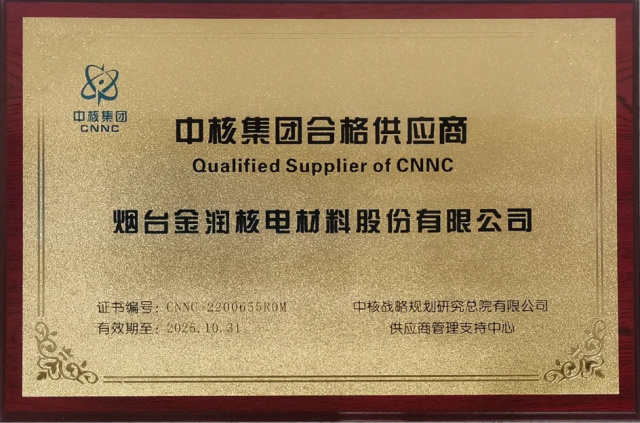 中核集团
CNNC
中核集团合格供应商
Qualified Supplier of CNNC
烟台金润核电材料股份有限公司
证书编号: CNNC-2200655R0M
有效期至: 2025.10.31
中核战略规划研究总院有限公司
供应商管理支持中心